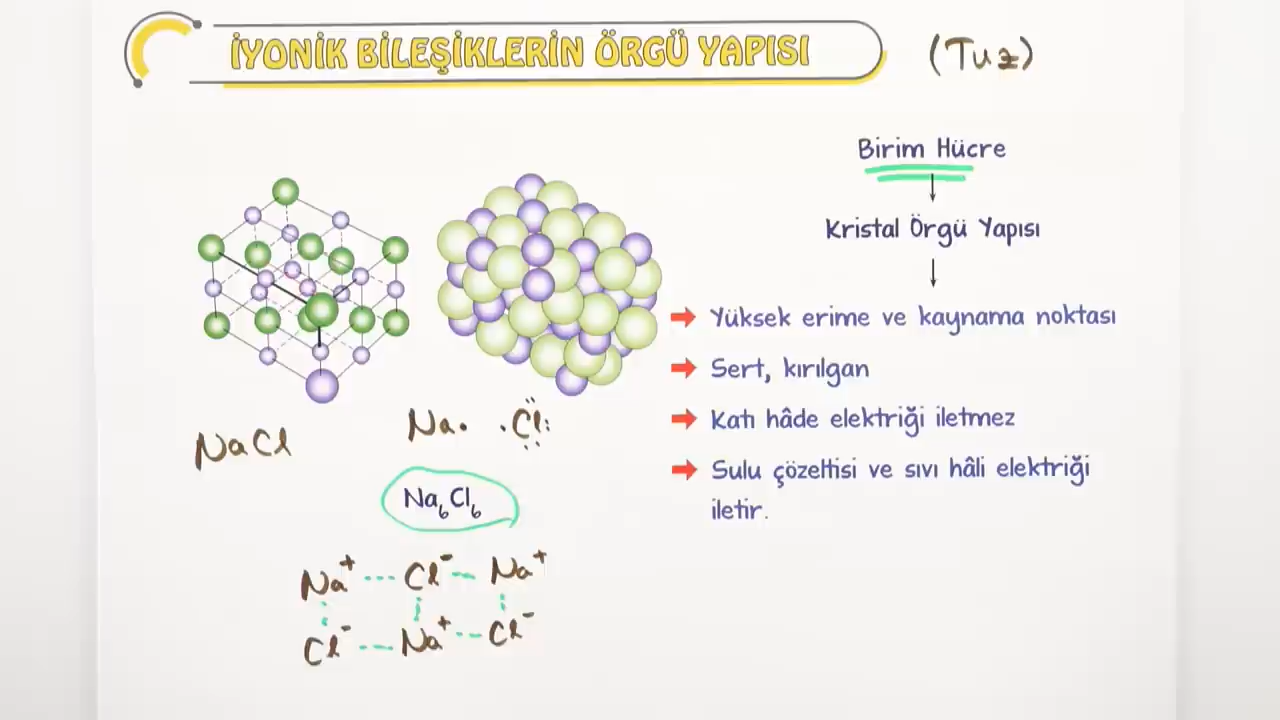 İYONİK BİLEŞİKLERİN ÖRGÜ YAPISI
(Tuz)
Birim Hücre
Kristal Örgü Yapısı
Yüksek erime ve kaynama noktası
Sert, kırılgan
Katı hâde elektriği iletmez
Sulu çözeltisi ve sıvı hâli elektriği
iletir.
NaCl
Na· ·Cl:
Na₆Cl₆
Na⁺ --- Cl⁻ -- Na⁺
Cl⁻ --- Na⁺ --- Cl⁻